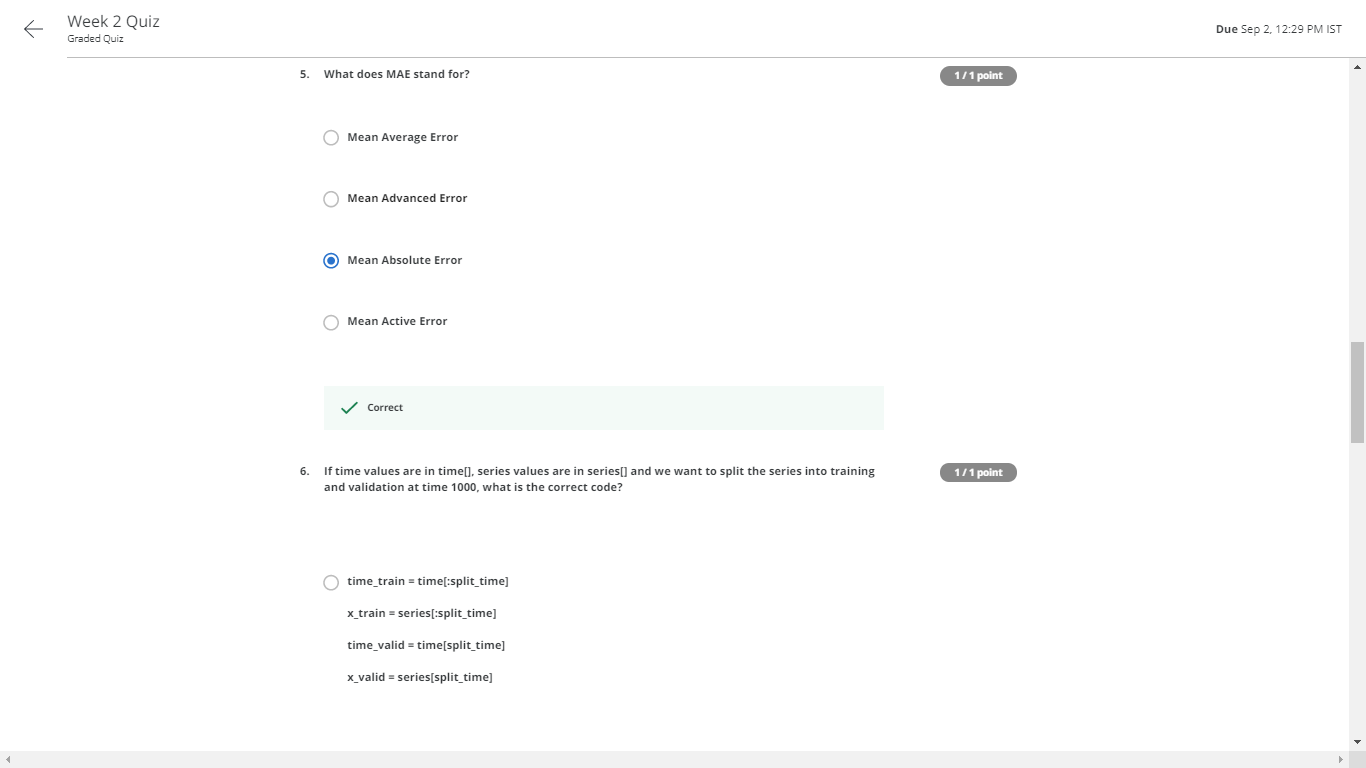 Week 2 Quiz
Graded Quiz
Due Sep 2, 12:29 PM IST
5. What does MAE stand for?
1 / 1 point
Mean Average Error
Mean Advanced Error
Mean Absolute Error
Mean Active Error
Correct
6. If time values are in time[], series values are in series[] and we want to split the series into training
and validation at time 1000, what is the correct code?
1 / 1 point
time_train = time[:split_time]
x_train = series[:split_time]
time_valid = time[split_time]
x_valid = series[split_time]